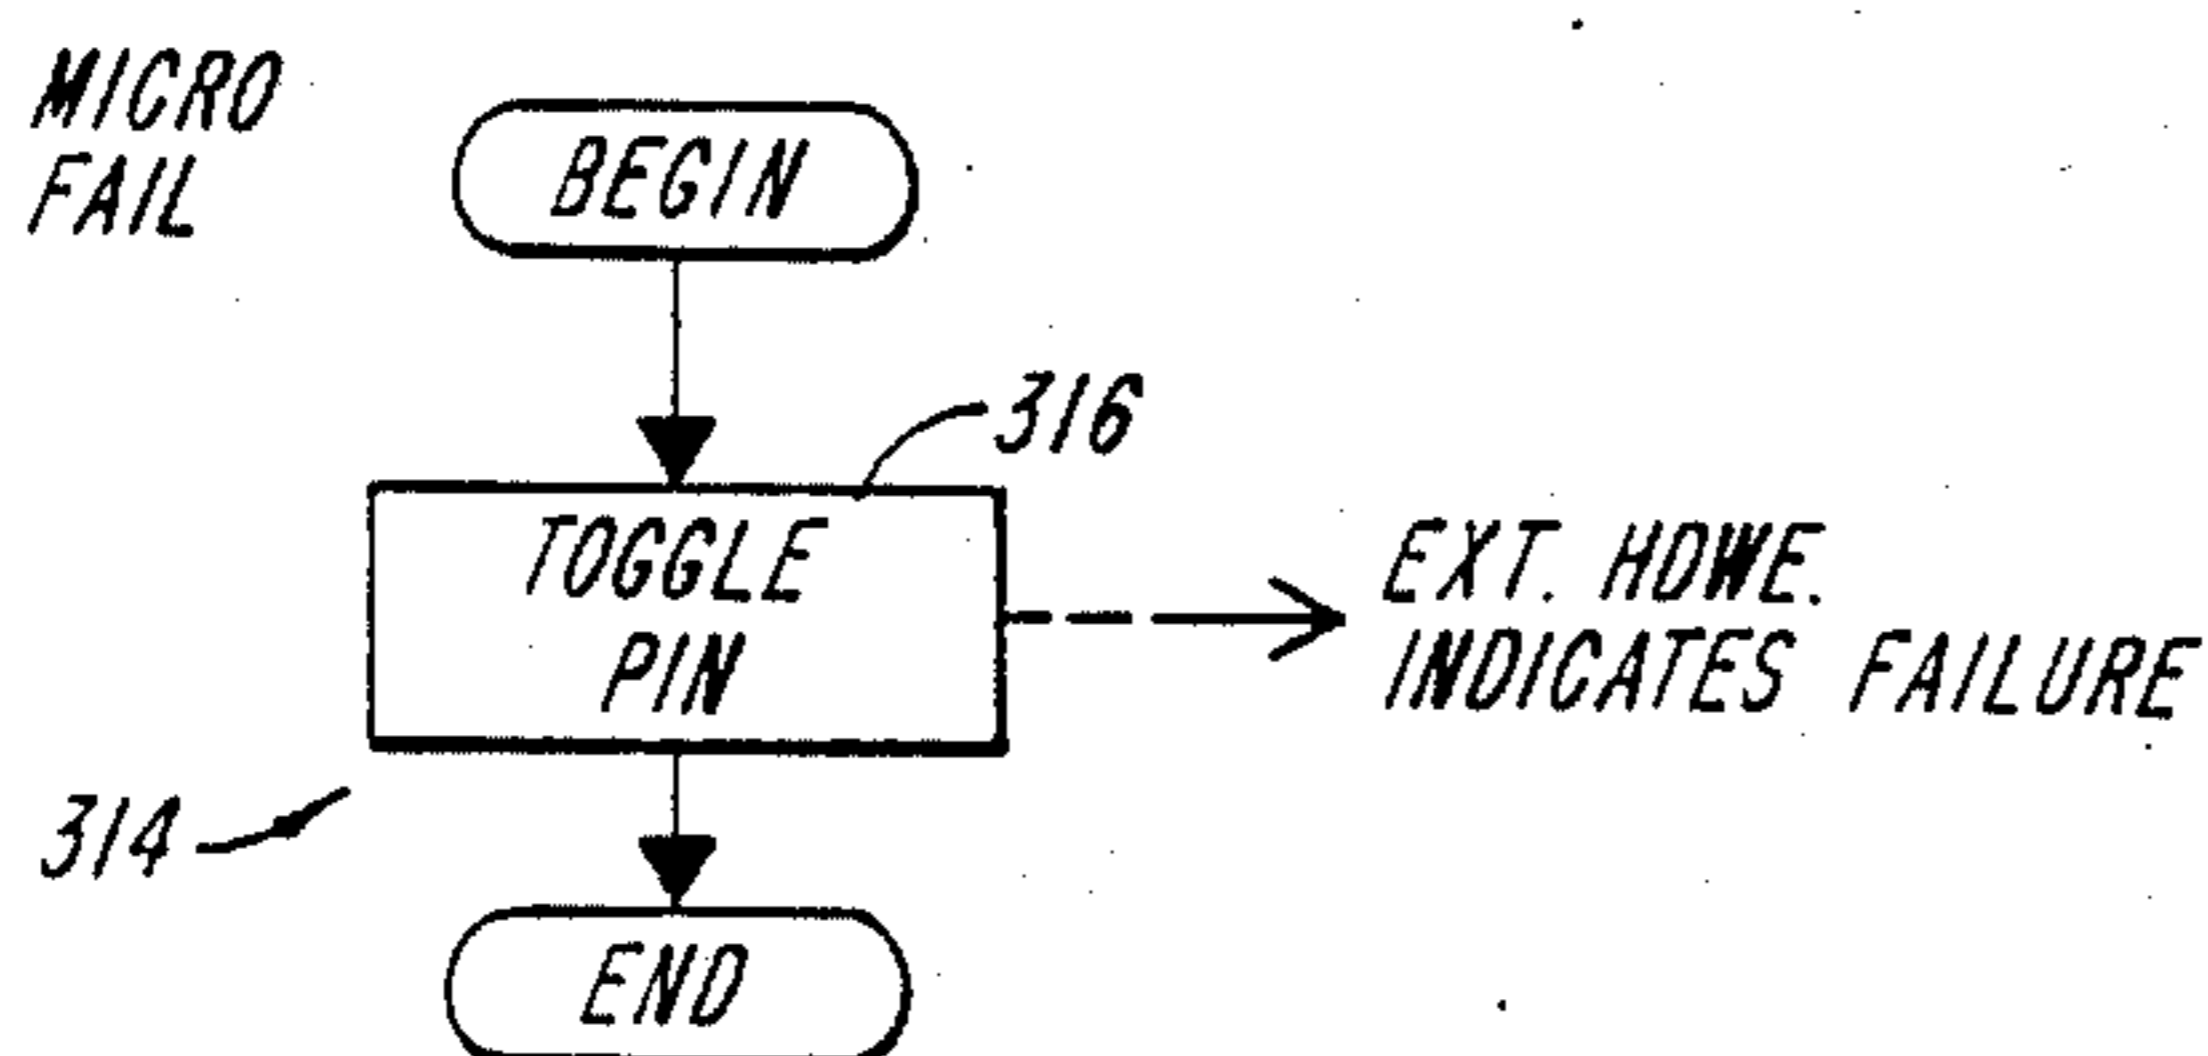 MICRO
FAIL
BEGIN
316
TOGGLE
PIN
EXT. HDWE.
INDICATES FAILURE
314
END